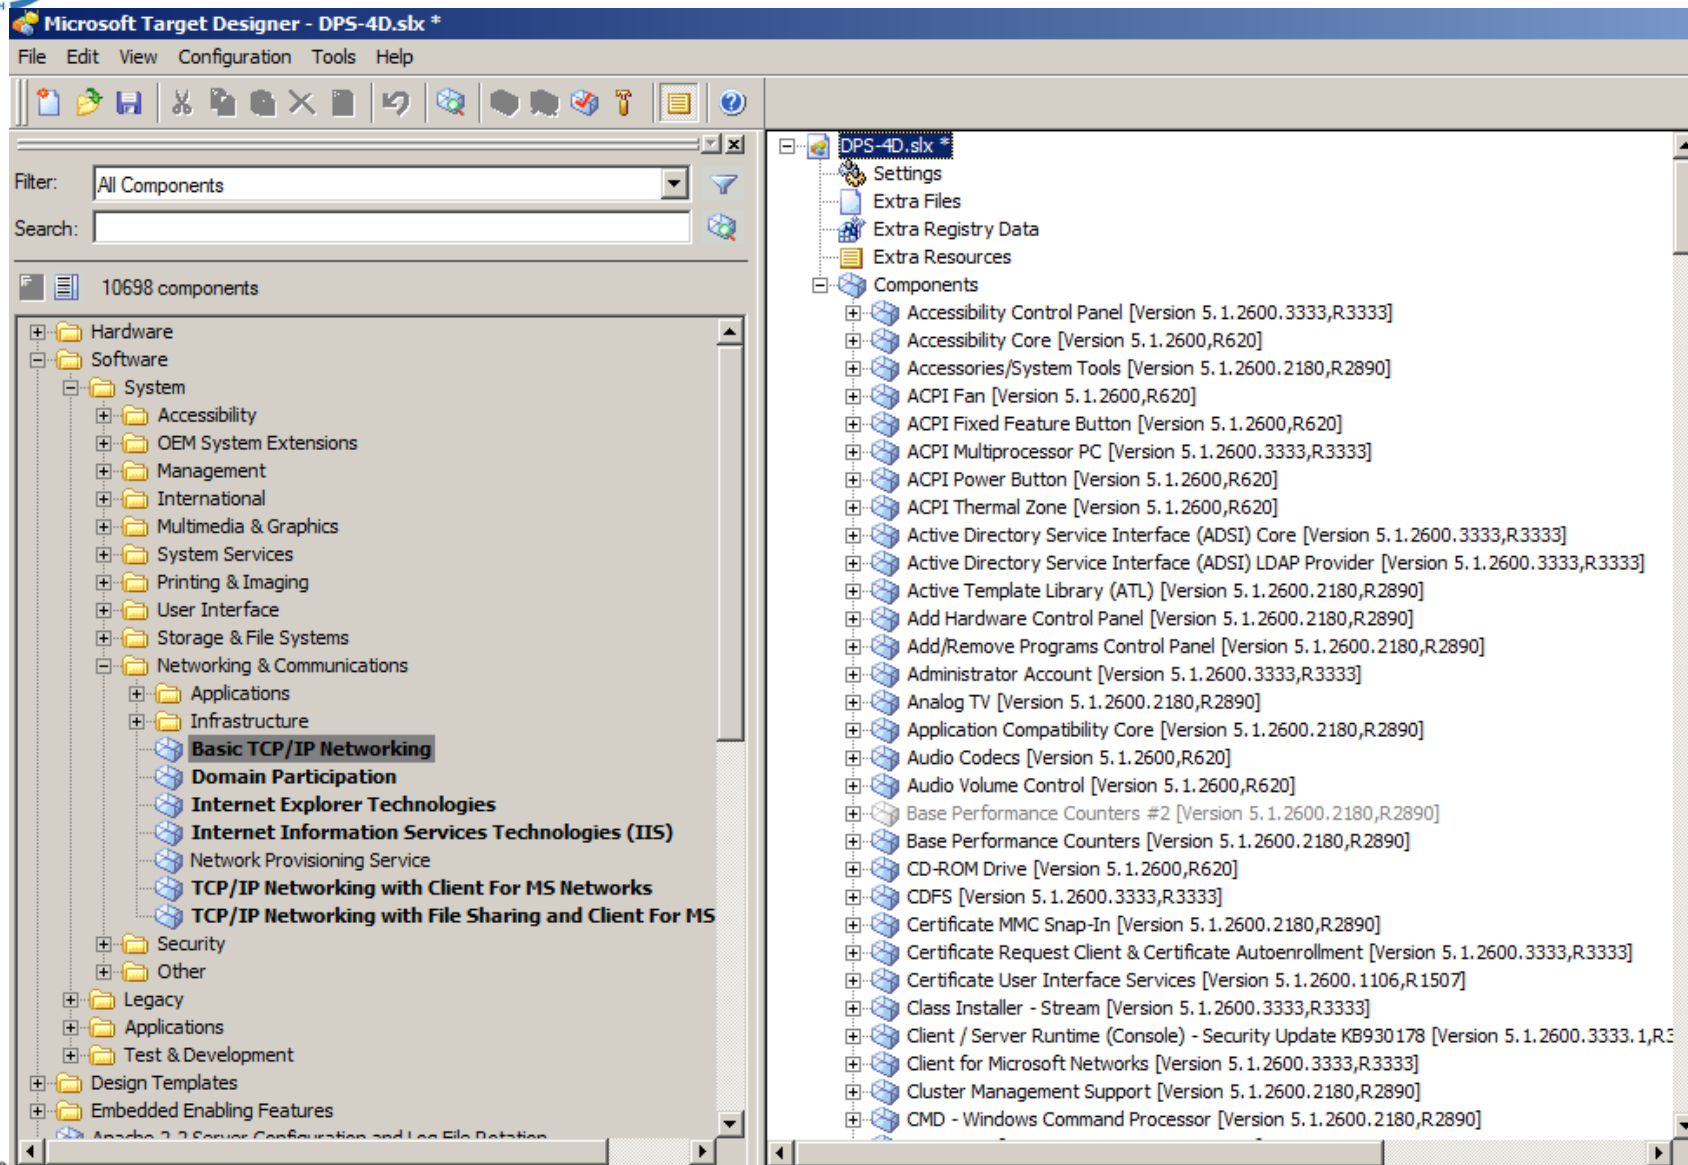 Microsoft Target Designer - DPS-4D.slx *
File Edit View Configuration Tools Help
Filter: All Components
Search:
10698 components
Hardware
Software
System
Accessibility
OEM System Extensions
Management
International
Multimedia & Graphics
System Services
Printing & Imaging
User Interface
Storage & File Systems
Networking & Communications
Applications
Infrastructure
Basic TCP/IP Networking
Domain Participation
Internet Explorer Technologies
Internet Information Services Technologies (IIS)
Network Provisioning Service
TCP/IP Networking with Client For MS Networks
TCP/IP Networking with File Sharing and Client For MS
Security
Other
Legacy
Applications
Test & Development
Design Templates
Embedded Enabling Features
Apache 2.2 Server Configuration and Log File Rotation
DPS-4D.slx *
Settings
Extra Files
Extra Registry Data
Extra Resources
Components
Accessibility Control Panel [Version 5.1.2600.3333,R3333]
Accessibility Core [Version 5.1.2600,R620]
Accessories/System Tools [Version 5.1.2600.2180,R2890]
ACPI Fan [Version 5.1.2600,R620]
ACPI Fixed Feature Button [Version 5.1.2600,R620]
ACPI Multiprocessor PC [Version 5.1.2600.3333,R3333]
ACPI Power Button [Version 5.1.2600,R620]
ACPI Thermal Zone [Version 5.1.2600,R620]
Active Directory Service Interface (ADSI) Core [Version 5.1.2600.3333,R3333]
Active Directory Service Interface (ADSI) LDAP Provider [Version 5.1.2600.3333,R3333]
Active Template Library (ATL) [Version 5.1.2600.2180,R2890]
Add Hardware Control Panel [Version 5.1.2600.2180,R2890]
Add/Remove Programs Control Panel [Version 5.1.2600.2180,R2890]
Administrator Account [Version 5.1.2600.3333,R3333]
Analog TV [Version 5.1.2600.2180,R2890]
Application Compatibility Core [Version 5.1.2600.2180,R2890]
Audio Codecs [Version 5.1.2600,R620]
Audio Volume Control [Version 5.1.2600,R620]
Base Performance Counters #2 [Version 5.1.2600.2180,R2890]
Base Performance Counters [Version 5.1.2600.2180,R2890]
CD-ROM Drive [Version 5.1.2600,R620]
CDFS [Version 5.1.2600.3333,R3333]
Certificate MMC Snap-In [Version 5.1.2600.2180,R2890]
Certificate Request Client & Certificate Autoenrollment [Version 5.1.2600.3333,R3333]
Certificate User Interface Services [Version 5.1.2600.1106,R1507]
Class Installer - Stream [Version 5.1.2600.3333,R3333]
Client / Server Runtime (Console) - Security Update KB930178 [Version 5.1.2600.3333.1,R3
Client for Microsoft Networks [Version 5.1.2600.3333,R3333]
Cluster Management Support [Version 5.1.2600.2180,R2890]
CMD - Windows Command Processor [Version 5.1.2600.2180,R2890]